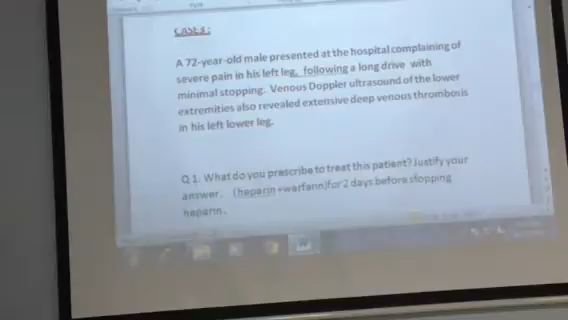 CASES:
A 72-year-old male presented at the hospital complaining of
severe pain in his left leg, following a long drive with
minimal stopping. Venous Doppler ultrasound of the lower
extremities also revealed extensive deep venous thrombosis
in his left lower leg.
Q1. What do you prescribe to treat this patient? Justify your
answer. (heparin +warfarin)for 2 days before stopping
heparin.